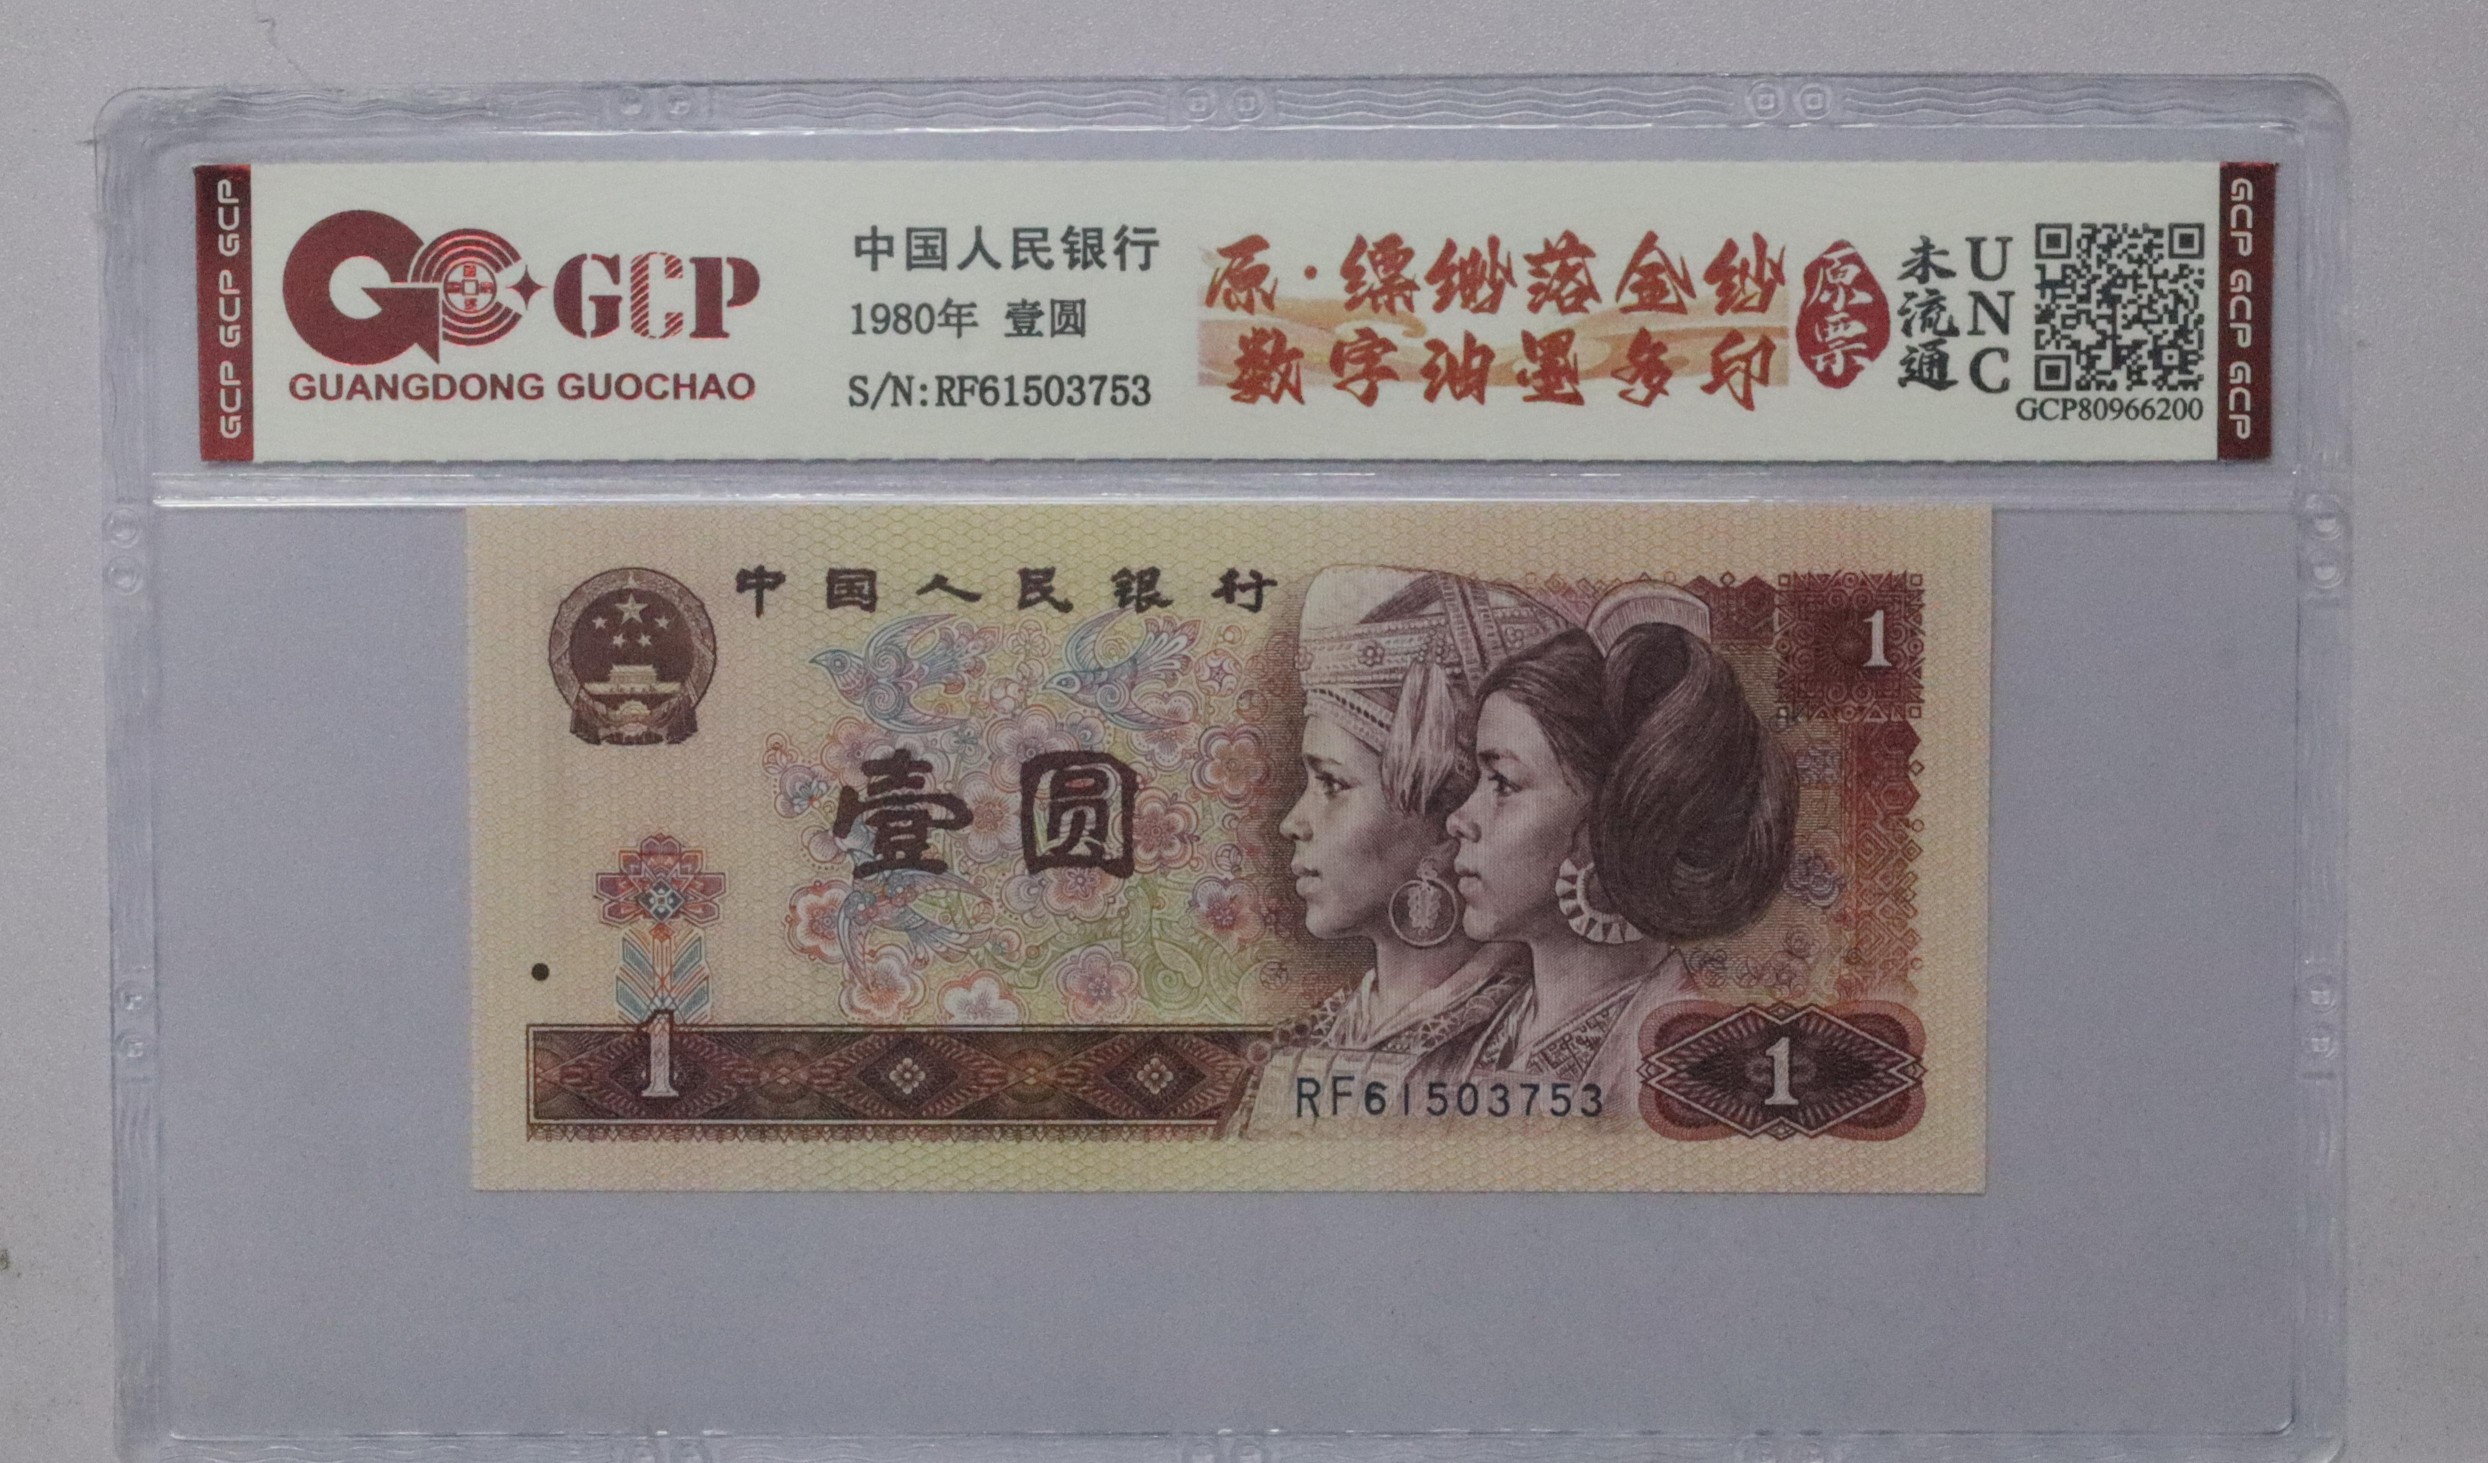 GCP GCP GCP
GCP
GUANGDONG GUOCHAO
中国人民银行
1980年 壹圆
S/N:RF61503753
原·缥缈落金纱
数字油墨多印
原票
未流通
UNC
GCP80966200
GCP GCP GCP
中国人民银行
1
壹圆
1
RF61503753
1